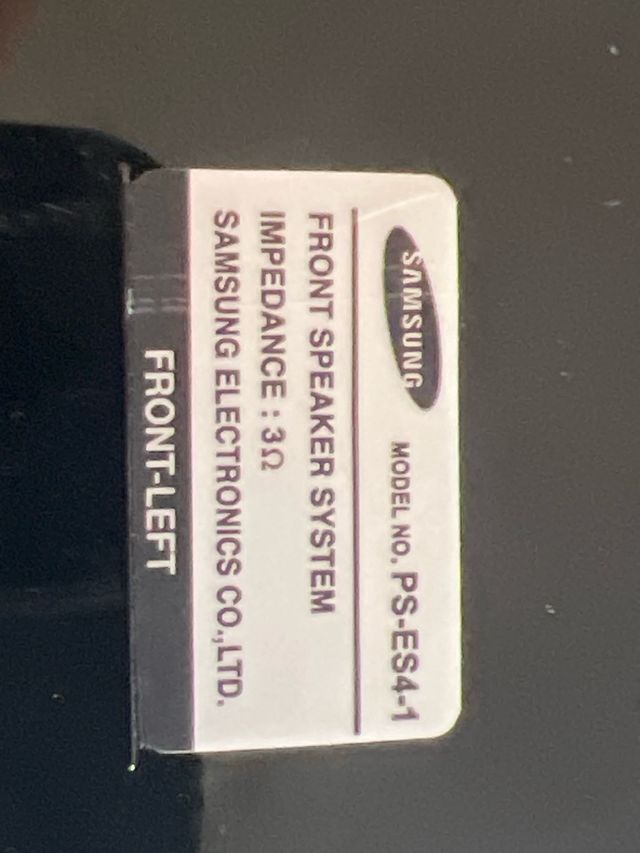 SAMSUNG MODEL NO. PS-ES4-1
FRONT SPEAKER SYSTEM
IMPEDANCE : 3Ω
SAMSUNG ELECTRONICS CO.,LTD.
FRONT-LEFT